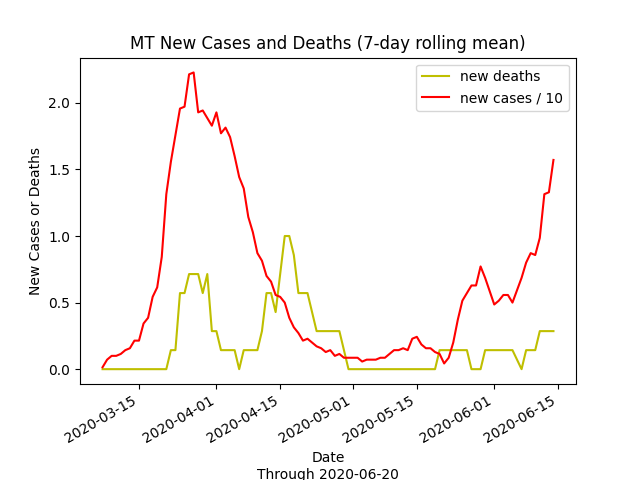 MT New Cases and Deaths (7-day rolling mean)
new deaths
new cases / 10
New Cases or Deaths
2.0
1.5
1.0
0.5
0.0
2020-03-15
2020-04-01
2020-04-15
2020-05-01
2020-05-15
2020-06-01
2020-06-15
Date
Through 2020-06-20